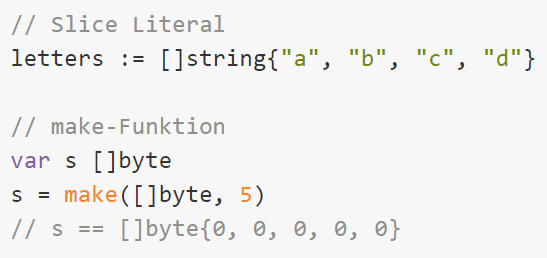 // Slice Literal
letters := []string{"a", "b", "c", "d"}
// make-Funktion
var s []byte
s = make([]byte, 5)
// s == []byte{0, 0, 0, 0, 0}